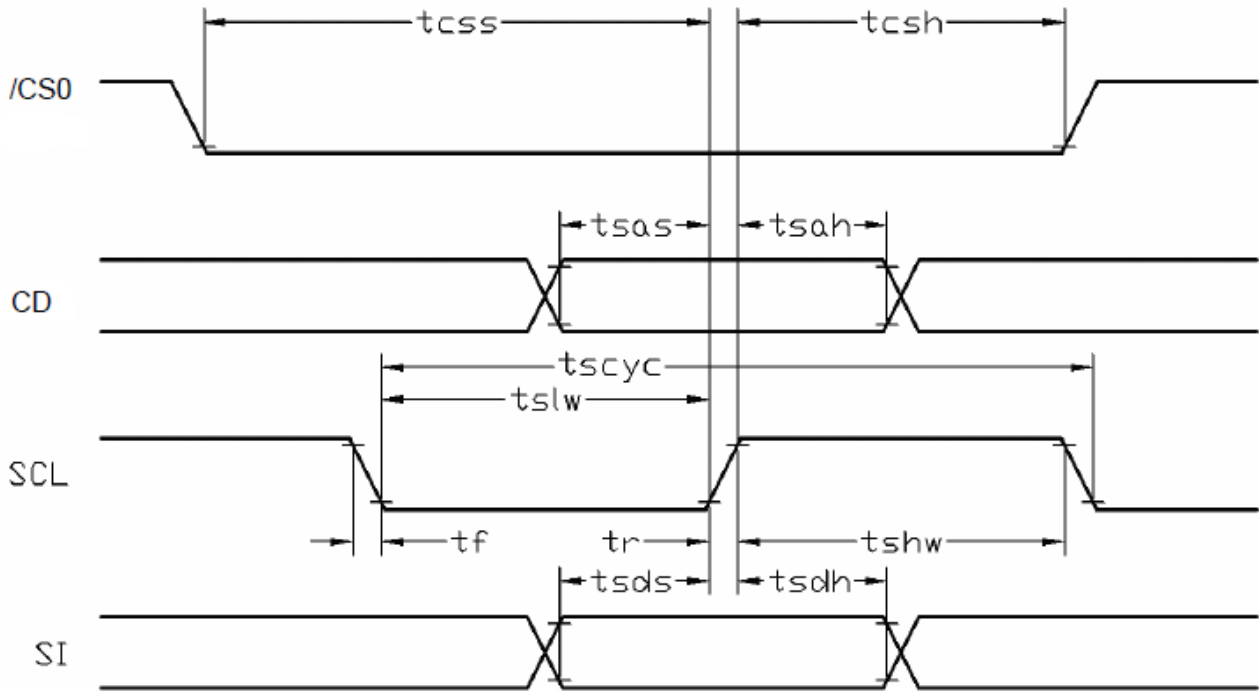 tcss tcsh
/CS0
tsas tsah
CD
tscyc
tslw
SCL
tf tr tshw
tsds tsdh
SI